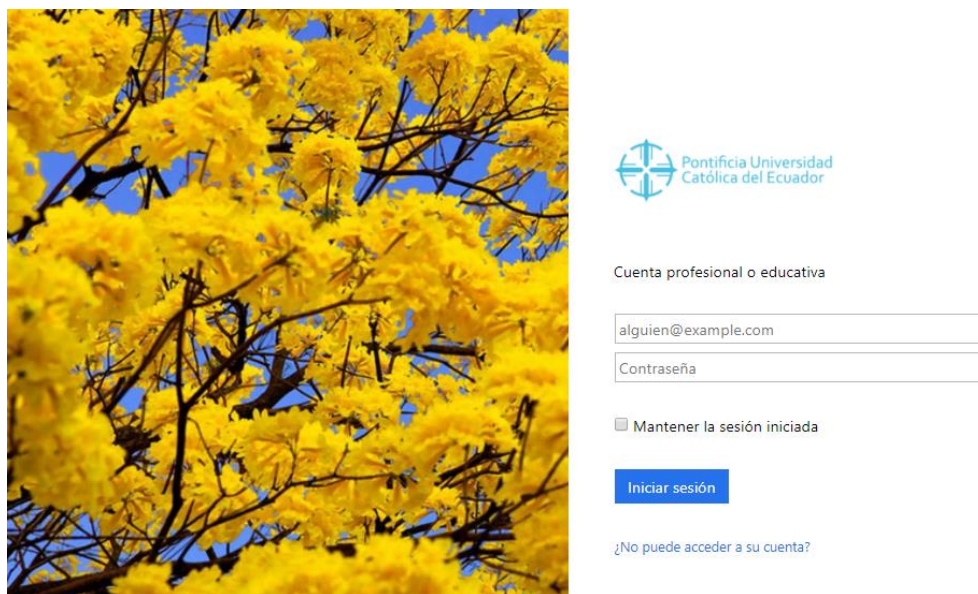 Pontificia Universidad
Católica del Ecuador
Cuenta profesional o educativa
alguien@example.com
Contraseña
Mantener la sesión iniciada
Iniciar sesión
¿No puede acceder a su cuenta?